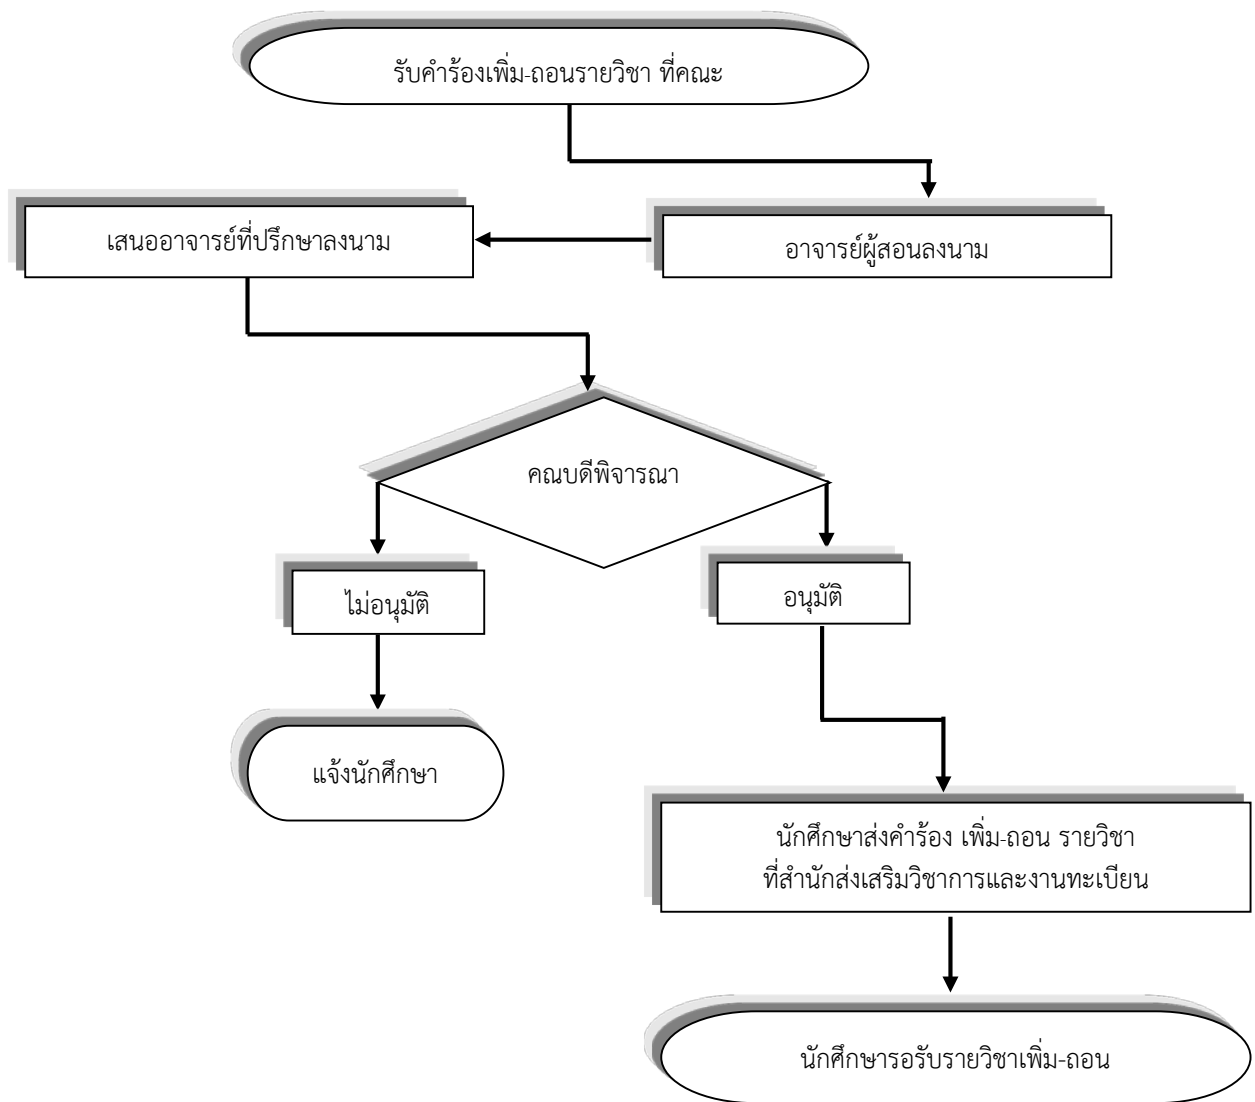 รับคำร้องเพิ่ม-ถอนรายวิชา ที่คณะ
อาจารย์ผู้สอนลงนาม
เสนออาจารย์ที่ปรึกษาลงนาม
คณบดีพิจารณา
ไม่อนุมัติ
อนุมัติ
แจ้งนักศึกษา
นักศึกษาส่งคำร้อง เพิ่ม-ถอน รายวิชา
ที่สำนักส่งเสริมวิชาการและงานทะเบียน
นักศึกษารอรับรายวิชาเพิ่ม-ถอน